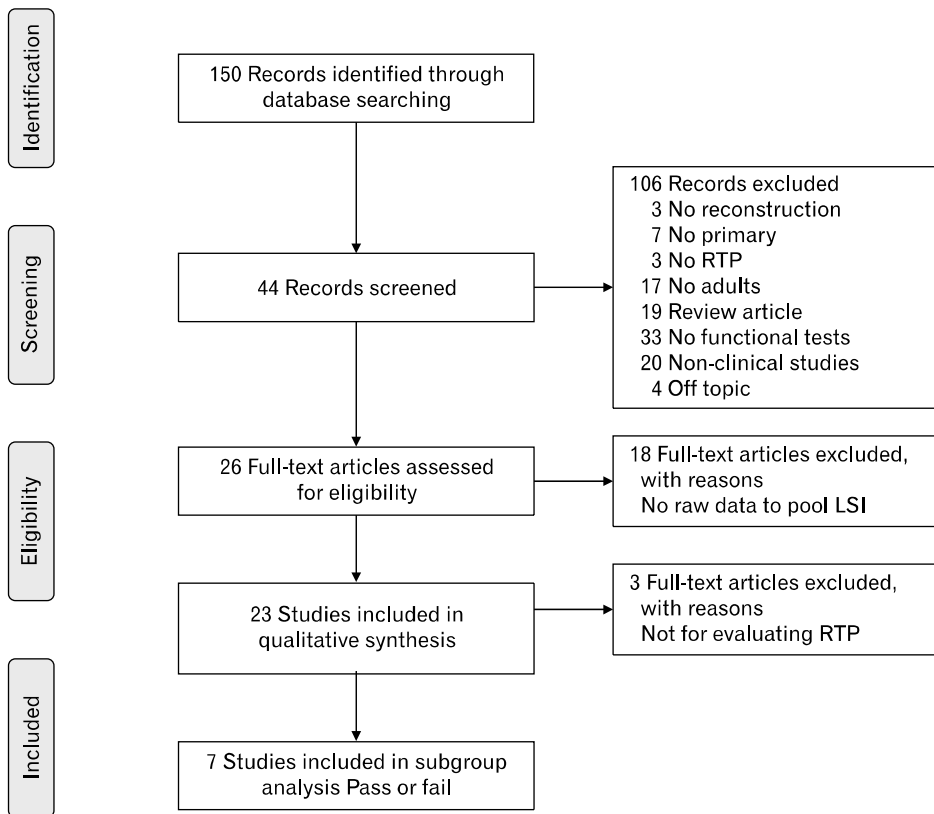 Identification
150 Records identified through
database searching
106 Records excluded
3 No reconstruction
7 No primary
3 No RTP
17 No adults
19 Review article
33 No functional tests
20 Non-clinical studies
4 Off topic
Screening
44 Records screened
Eligibility
26 Full-text articles assessed
for eligibility
18 Full-text articles excluded,
with reasons
No raw data to pool LSI
23 Studies included in
qualitative synthesis
3 Full-text articles excluded,
with reasons
Not for evaluating RTP
Included
7 Studies included in subgroup
analysis Pass or fail